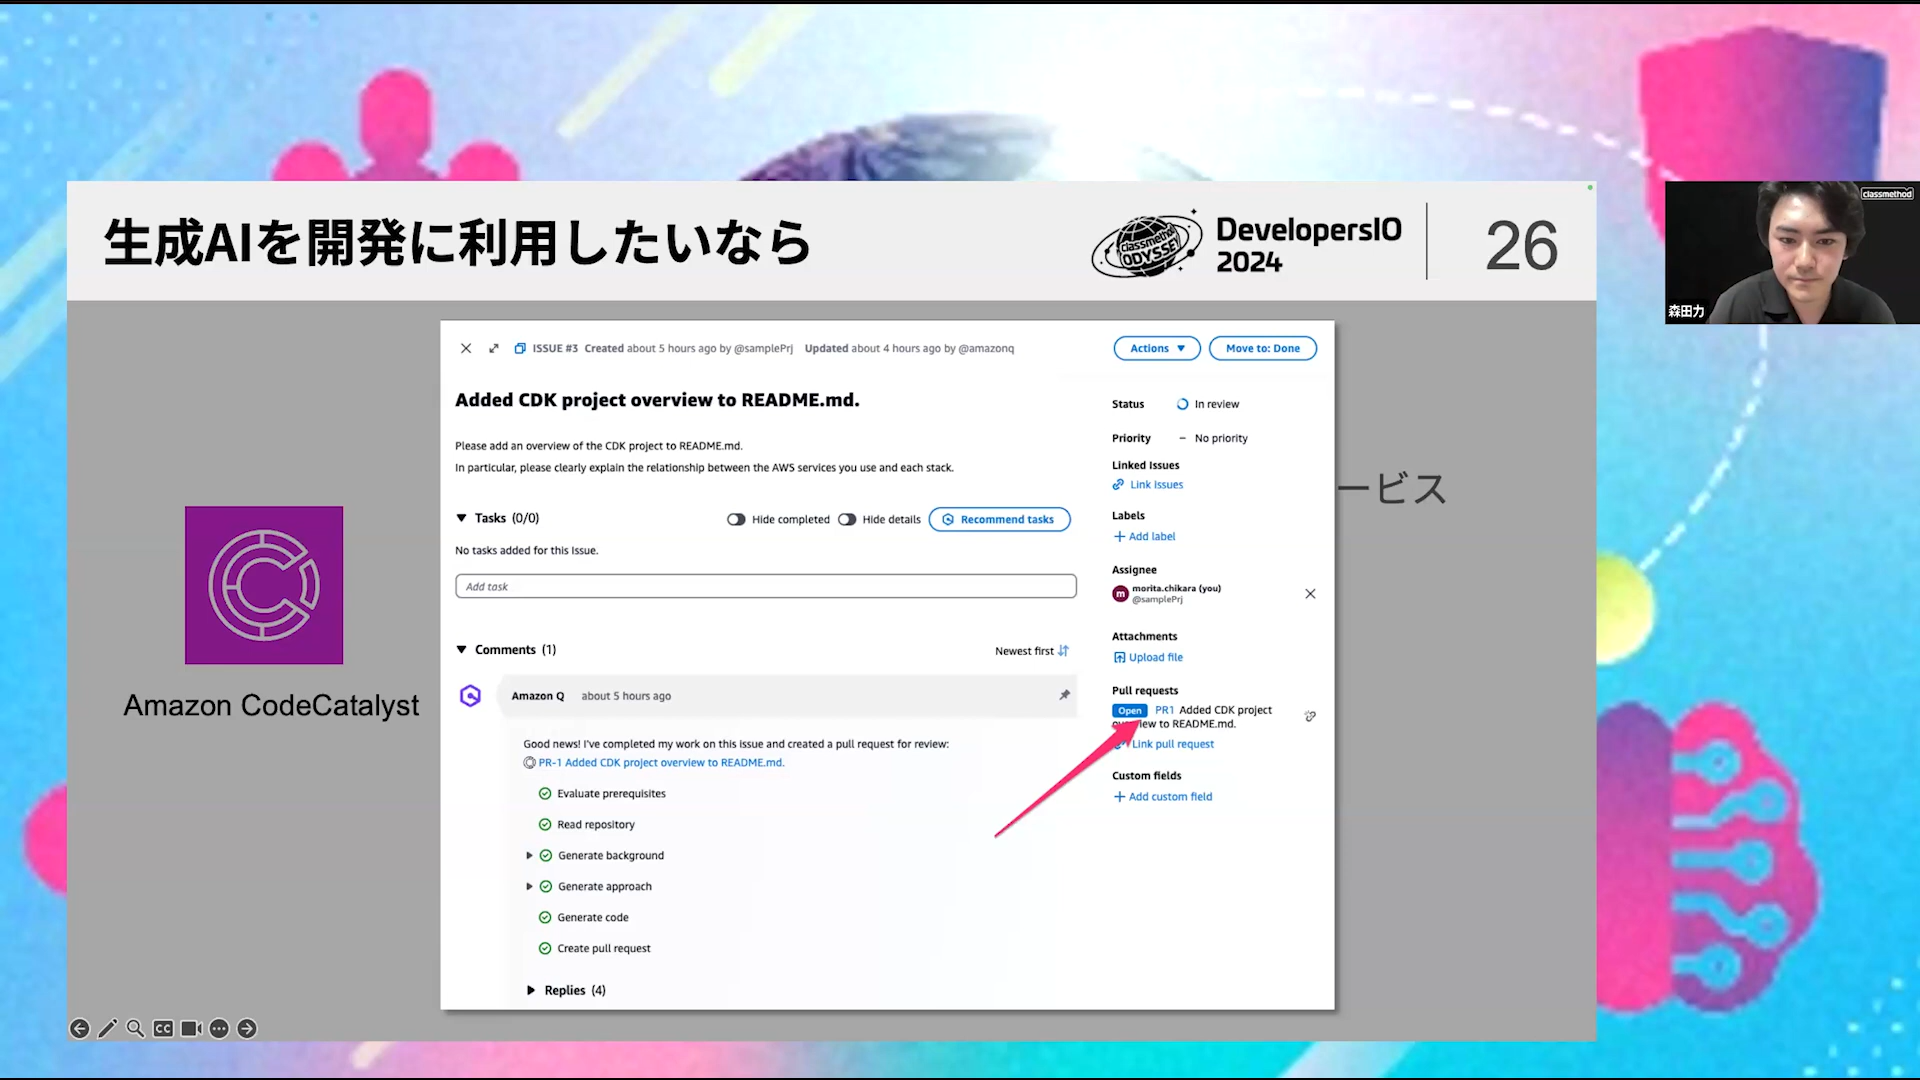 生成AIを開発に利用したいなら
classmethod
ODYSSEY
DevelopersIO
2024
26
classmethod
森田力
ISSUE #3 Created about 5 hours ago by @samplePrj Updated about 4 hours ago by @amazonq
Actions
Move to: Done
Added CDK project overview to README.md.
Please add an overview of the CDK project to README.md.
In particular, please clearly explain the relationship between the AWS services you use and each stack.
Tasks (0/0)
Hide completed
Hide details
Recommend tasks
No tasks added for this issue.
Add task
Comments (1)
Newest first
Amazon Q about 5 hours ago
Good news! I've completed my work on this issue and created a pull request for review:
PR-1 Added CDK project overview to README.md.
Evaluate prerequisites
Read repository
Generate background
Generate approach
Generate code
Create pull request
Replies (4)
Status In review
Priority – No priority
Linked Issues
Link issues
Labels
+ Add label
Assignee
m morita.chikara (you)
@samplePrj
Attachments
Upload file
Pull requests
Open PR1 Added CDK project
to README.md.
Link pull request
Custom fields
+ Add custom field
ービス
Amazon CodeCatalyst
CC